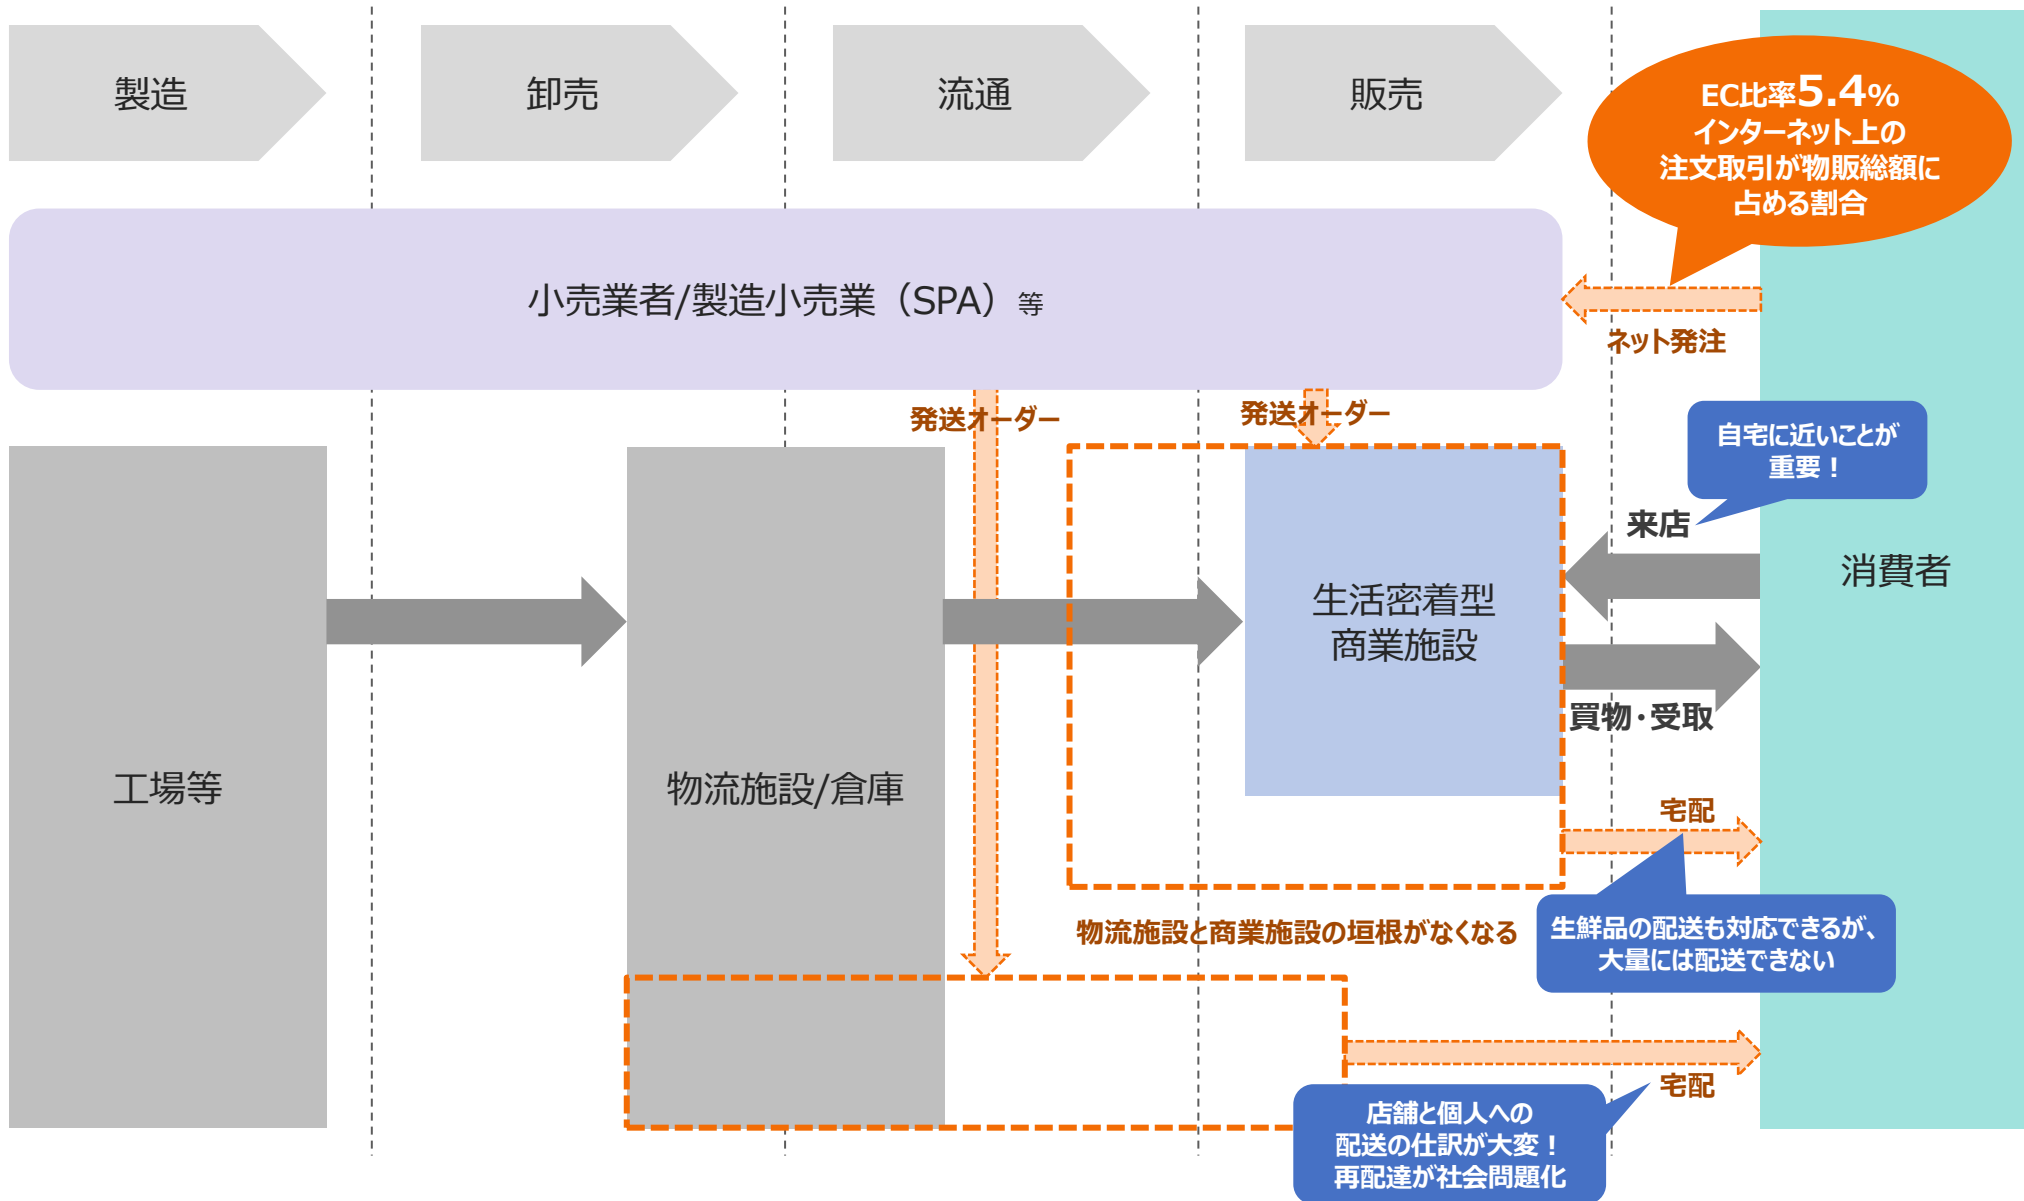 製造
卸売
流通
販売
EC比率5.4%
インターネット上の
注文取引が物販総額に
占める割合
小売業者/製造小売業（SPA）等
ネット発注
発送オーダー
発送オーダー
自宅に近いことが
重要！
来店
消費者
生活密着型
商業施設
買物・受取
工場等
物流施設/倉庫
宅配
物流施設と商業施設の垣根がなくなる
生鮮品の配送も対応できるが、
大量には配送できない
宅配
店舗と個人への
配送の仕訳が大変！
再配達が社会問題化